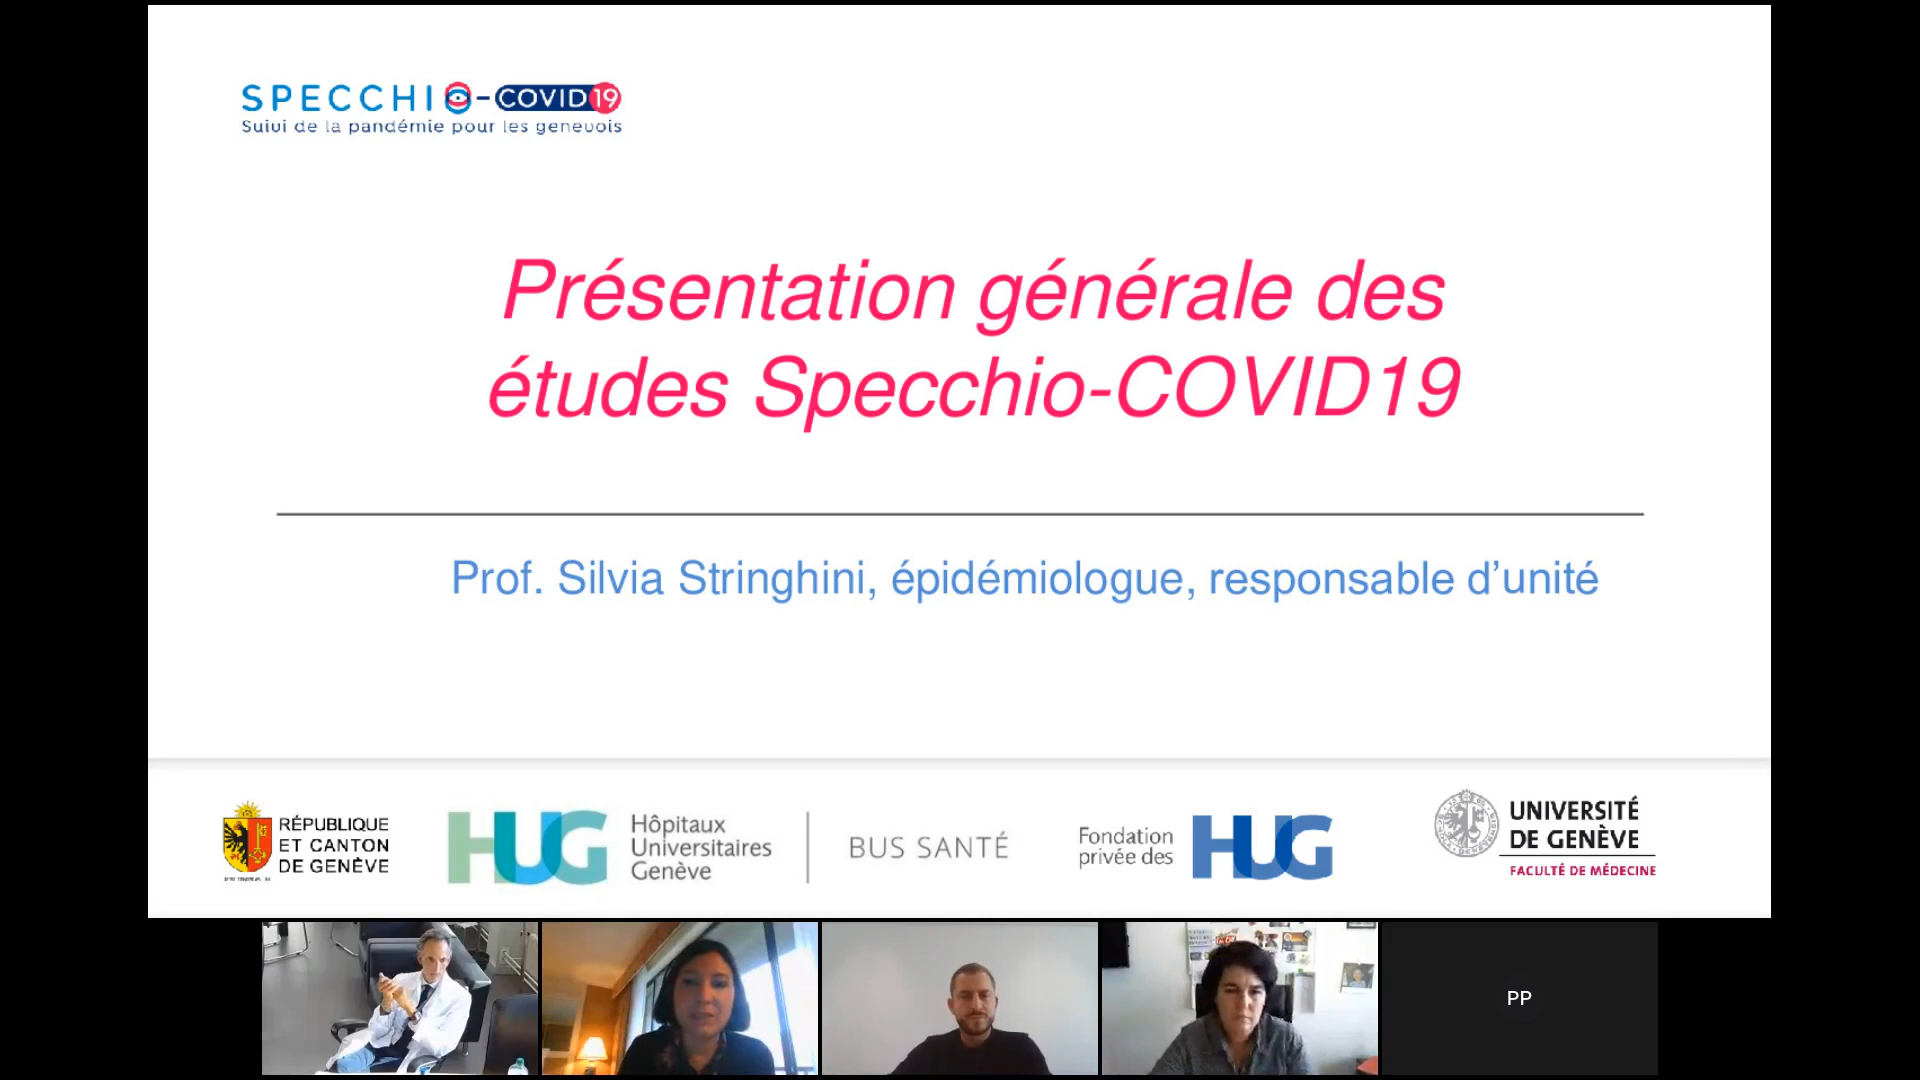 SPECCHIO-COVID19
Suivi de la pandémie pour les genevois
Présentation générale des
études Specchio-COVID19
Prof. Silvia Stringhini, épidémiologue, responsable d’unité
RÉPUBLIQUE
ET CANTON
DE GENÈVE
HUG
Hôpitaux
Universitaires
Genève
BUS SANTÉ
Fondation
privée des
HUG
UNIVERSITÉ
DE GENÈVE
FACULTÉ DE MÉDECINE
PP